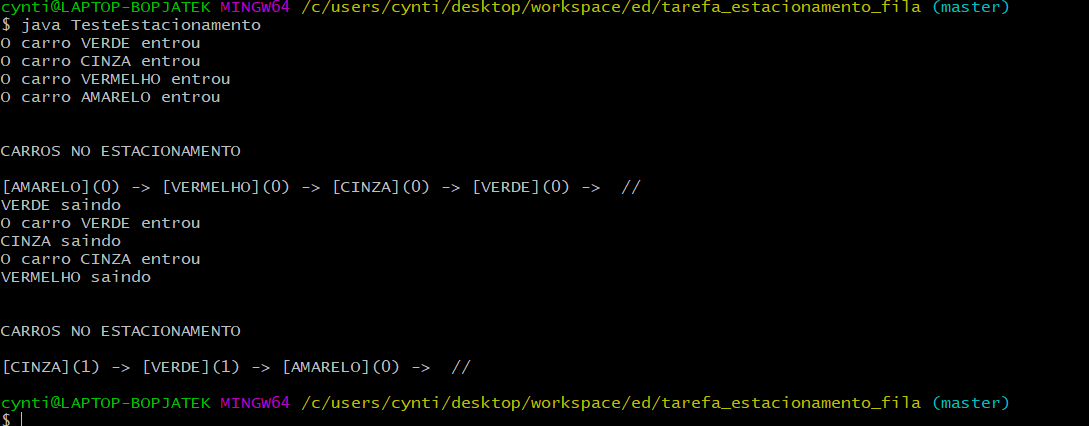 cynti@LAPTOP-BOPJATEK MINGW64 /c/users/cynti/desktop/workspace/ed/tarefa_estacionamento_fila (master)
$ java TesteEstacionamento
O carro VERDE entrou
O carro CINZA entrou
O carro VERMELHO entrou
O carro AMARELO entrou
CARROS NO ESTACIONAMENTO
[AMARELO](0) -> [VERMELHO](0) -> [CINZA](0) -> [VERDE](0) ->  //
VERDE saindo
O carro VERDE entrou
CINZA saindo
O carro CINZA entrou
VERMELHO saindo
CARROS NO ESTACIONAMENTO
[CINZA](1) -> [VERDE](1) -> [AMARELO](0) ->  //
cynti@LAPTOP-BOPJATEK MINGW64 /c/users/cynti/desktop/workspace/ed/tarefa_estacionamento_fila (master)
$